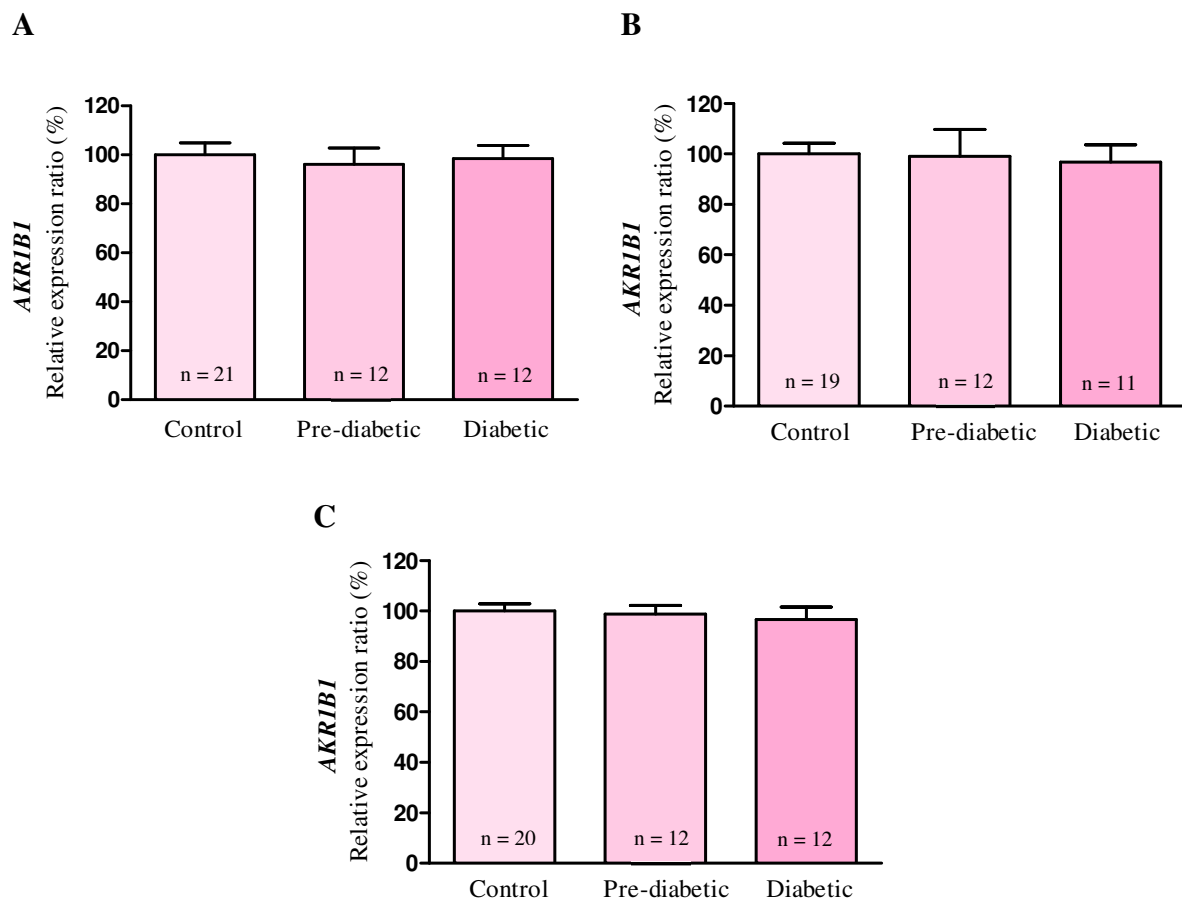 A
AKR1B1
Relative expression ratio (%)
120
100
80
60
40
20
0
n = 21
n = 12
n = 12
Control
Pre-diabetic
Diabetic
B
AKR1B1
Relative expression ratio (%)
120
100
80
60
40
20
0
n = 19
n = 12
n = 11
Control
Pre-diabetic
Diabetic
C
AKR1B1
Relative expression ratio (%)
120
100
80
60
40
20
0
n = 20
n = 12
n = 12
Control
Pre-diabetic
Diabetic